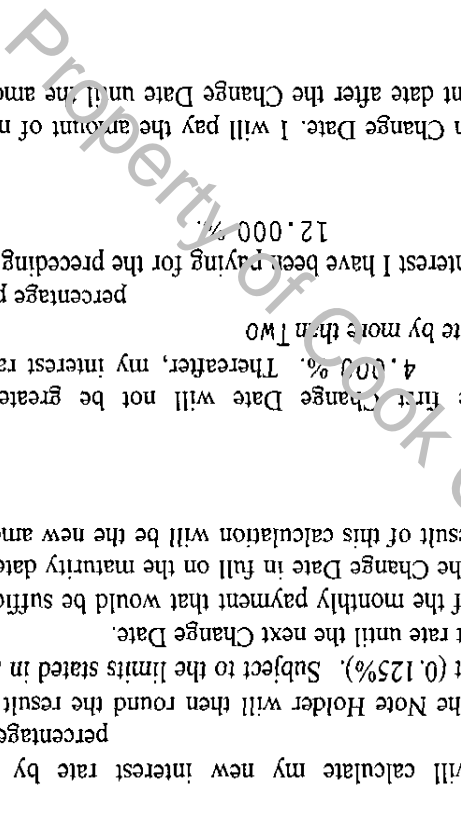 vill calculate my new interest rate by
percentage
he Note Holder will then round the result
t (0.125%). Subject to the limits stated in
t rate until the next Change Date.
f the monthly payment that would be suffic
he Change Date in full on the maturity date
esult of this calculation will be the new am
e first Change Date will not be greate
4.000 %. Thereafter, my interest ra
te by more than TWO
percentage p
nterest I have been paying for the preceding
12.000 %.
n Change Date. I will pay the amount of n
nt date after the Change Date until the amo
Property of Cook C